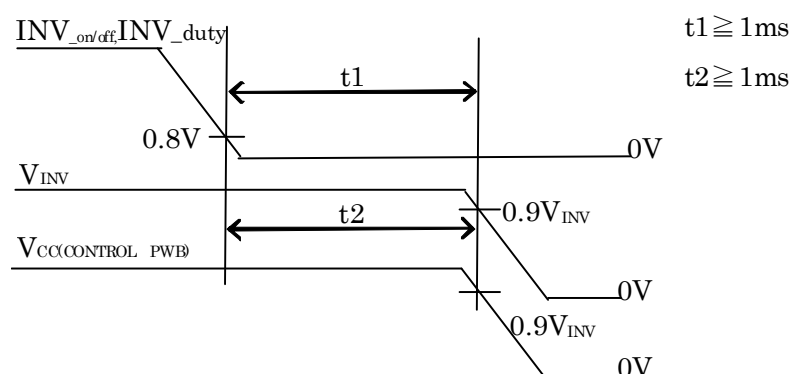 INV_on/off,INV_duty
t1≧1ms
t2≧1ms
t1
0.8V
0V
VINV
t2
0.9VINV
VCC(CONTROL PWB)
0V
0.9VINV
0V